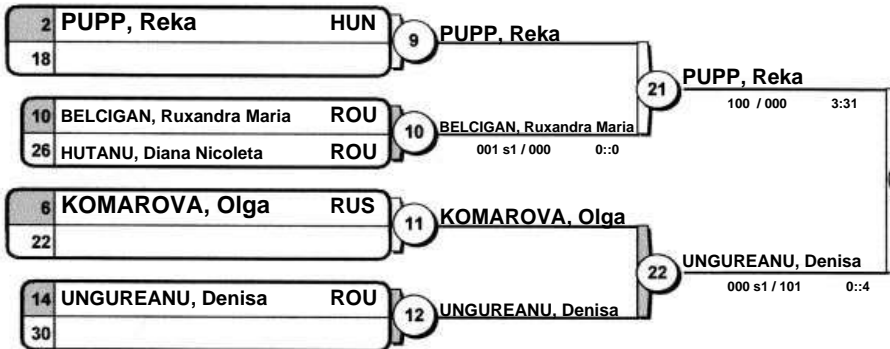 2 PUPP, Reka HUN
18
9
PUPP, Reka
10 BELCIGAN, Ruxandra Maria ROU
26 HUTANU, Diana Nicoleta ROU
10
BELCIGAN, Ruxandra Maria
001 s1 / 000 0::0
21
PUPP, Reka
100 / 000 3:31
6 KOMAROVA, Olga RUS
22
11
KOMAROVA, Olga
14 UNGUREANU, Denisa ROU
30
12
UNGUREANU, Denisa
22
UNGUREANU, Denisa
000 s1 / 101 0::4